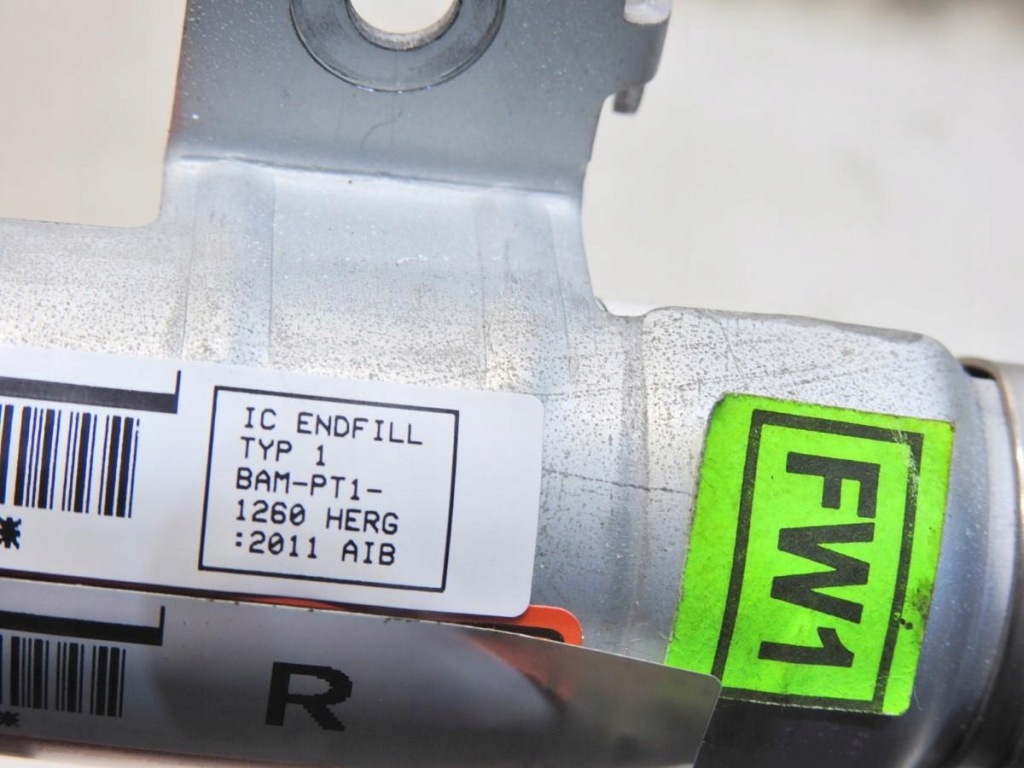 IC ENDFILL
TYP 1
BAM-PT1-
1260 HERG
:2011 AIB
*
FW1
R
*